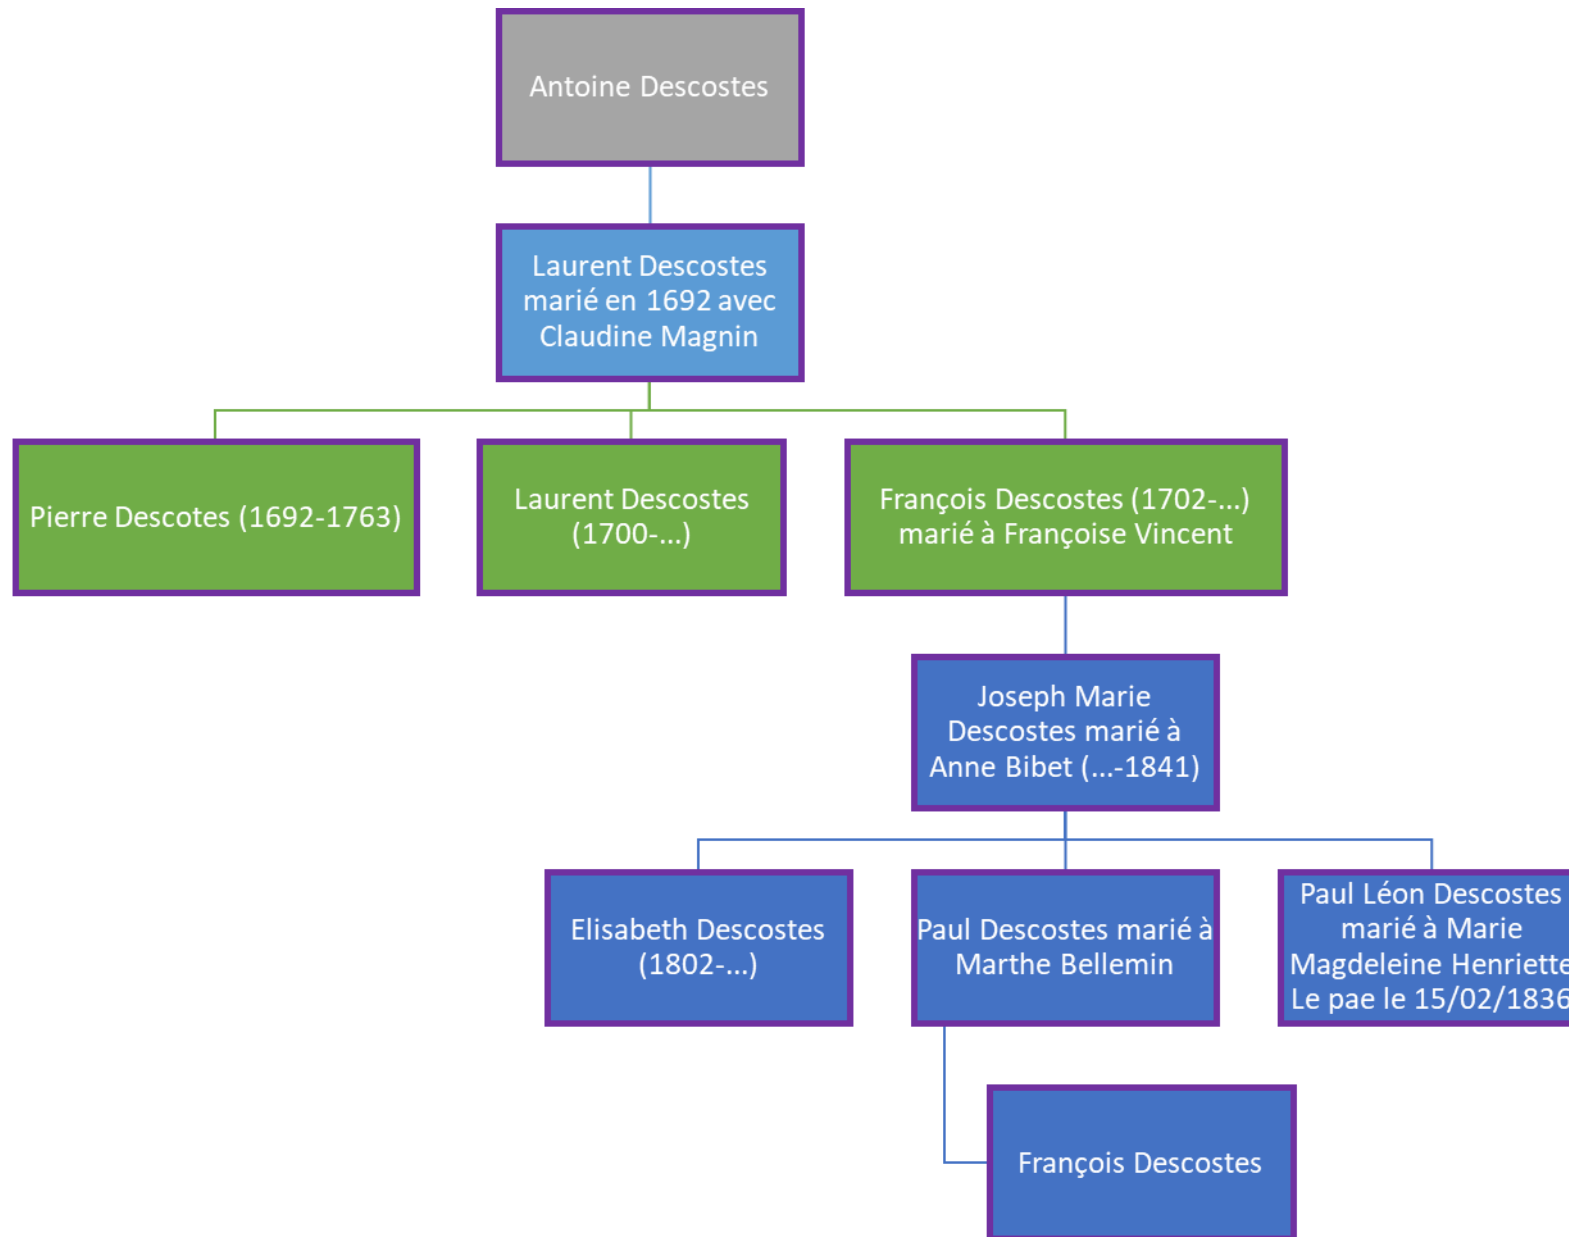 Antoine Descostes
Laurent Descostes
marié en 1692 avec
Claudine Magnin
Pierre Descotes (1692-1763)
Laurent Descostes
(1700-...)
François Descostes (1702-...)
marié à Françoise Vincent
Joseph Marie
Descostes marié à
Anne Bibet (...-1841)
Elisabeth Descostes
(1802-...)
Paul Descostes marié à
Marthe Bellemin
Paul Léon Descostes
marié à Marie
Magdeleine Henriette
Le pae le 15/02/1836
François Descostes